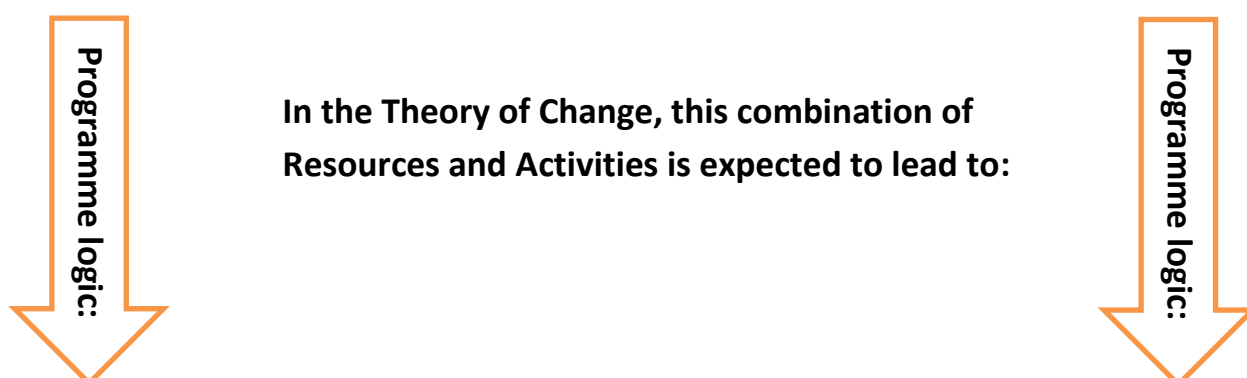 Programme logic::
In the Theory of Change, this combination of
Resources and Activities is expected to lead to:
Programme logic::